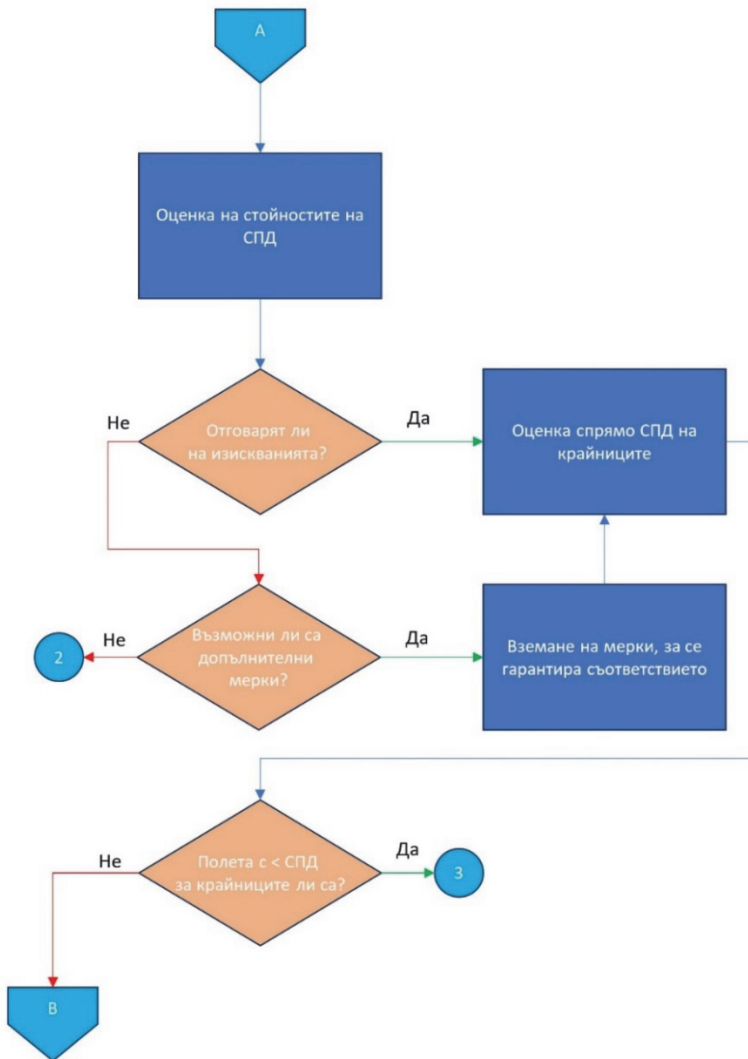 A
Оценка на стойностите на
СПД
Не
Отговарят ли
на изискванията?
Да
Оценка спрямо СПД на
крайниците
2
Не
Възможни ли са
допълнителни
мерки?
Да
Вземане на мерки, за се
гарантира съответствието
Не
Полета с < СПД
за крайниците ли са?
Да
3
B